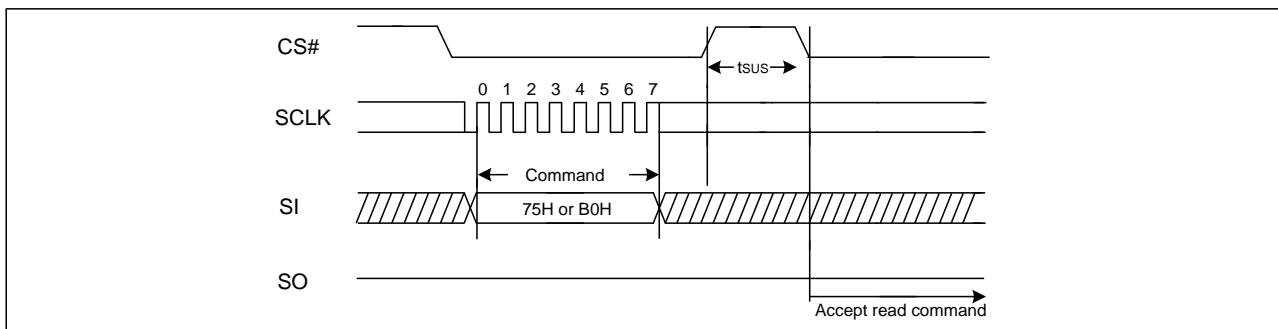 CS#
tSUS
0 1 2 3 4 5 6 7
SCLK
Command
SI
75H or B0H
SO
Accept read command